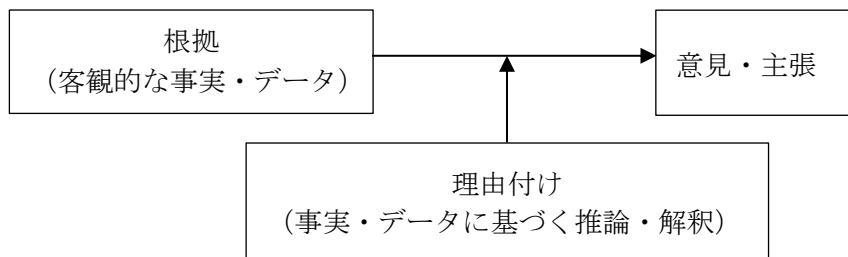 根拠
（客観的な事実・データ）
意見・主張
理由付け
（事実・データに基づく推論・解釈）